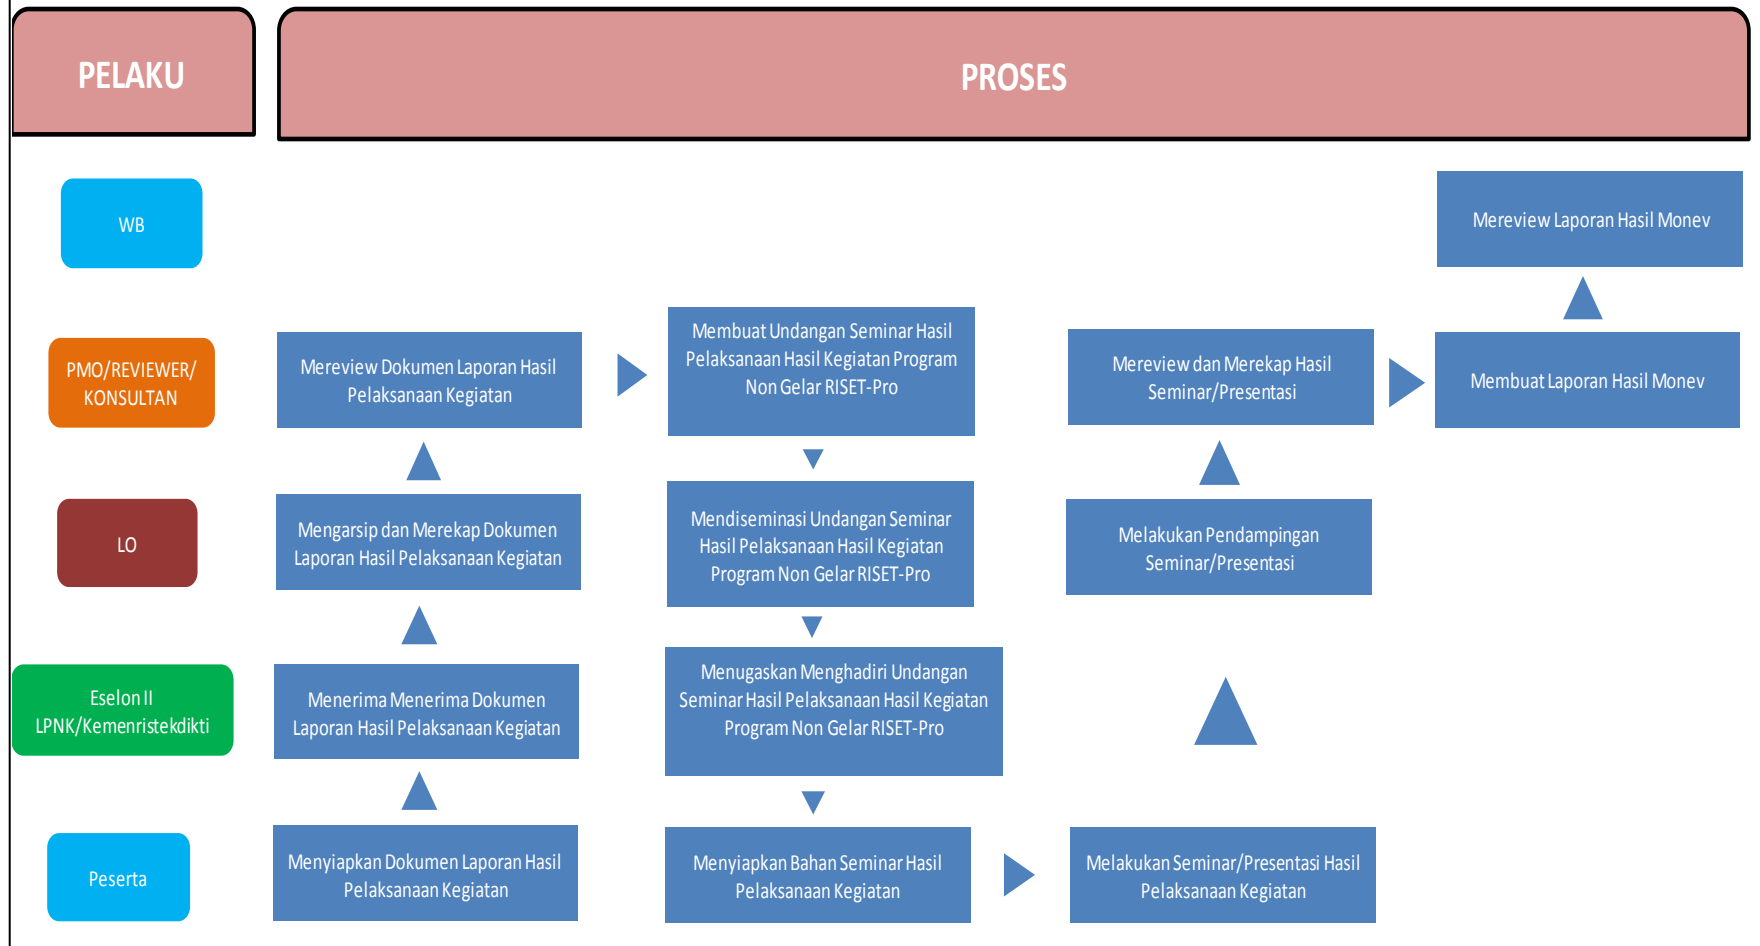 PELAKU
PROSES
WB
Mereview Laporan Hasil Monev
PMO/REVIEWER/
KONSULTAN
Mereview Dokumen Laporan Hasil
Pelaksanaan Kegiatan
Membuat Undangan Seminar Hasil
Pelaksanaan Hasil Kegiatan Program
Non Gelar RISET-Pro
Mereview dan Merekap Hasil
Seminar/Presentasi
Membuat Laporan Hasil Monev
LO
Mengarsip dan Merekap Dokumen
Laporan Hasil Pelaksanaan Kegiatan
Mendiseminasi Undangan Seminar
Hasil Pelaksanaan Hasil Kegiatan
Program Non Gelar RISET-Pro
Melakukan Pendampingan
Seminar/Presentasi
Eselon II
LPNK/Kemenristekdikti
Menerima Menerima Dokumen
Laporan Hasil Pelaksanaan Kegiatan
Menugaskan Menghadiri Undangan
Seminar Hasil Pelaksanaan Hasil Kegiatan
Program Non Gelar RISET-Pro
Peserta
Menyiapkan Dokumen Laporan Hasil
Pelaksanaan Kegiatan
Menyiapkan Bahan Seminar Hasil
Pelaksanaan Kegiatan
Melakukan Seminar/Presentasi Hasil
Pelaksanaan Kegiatan